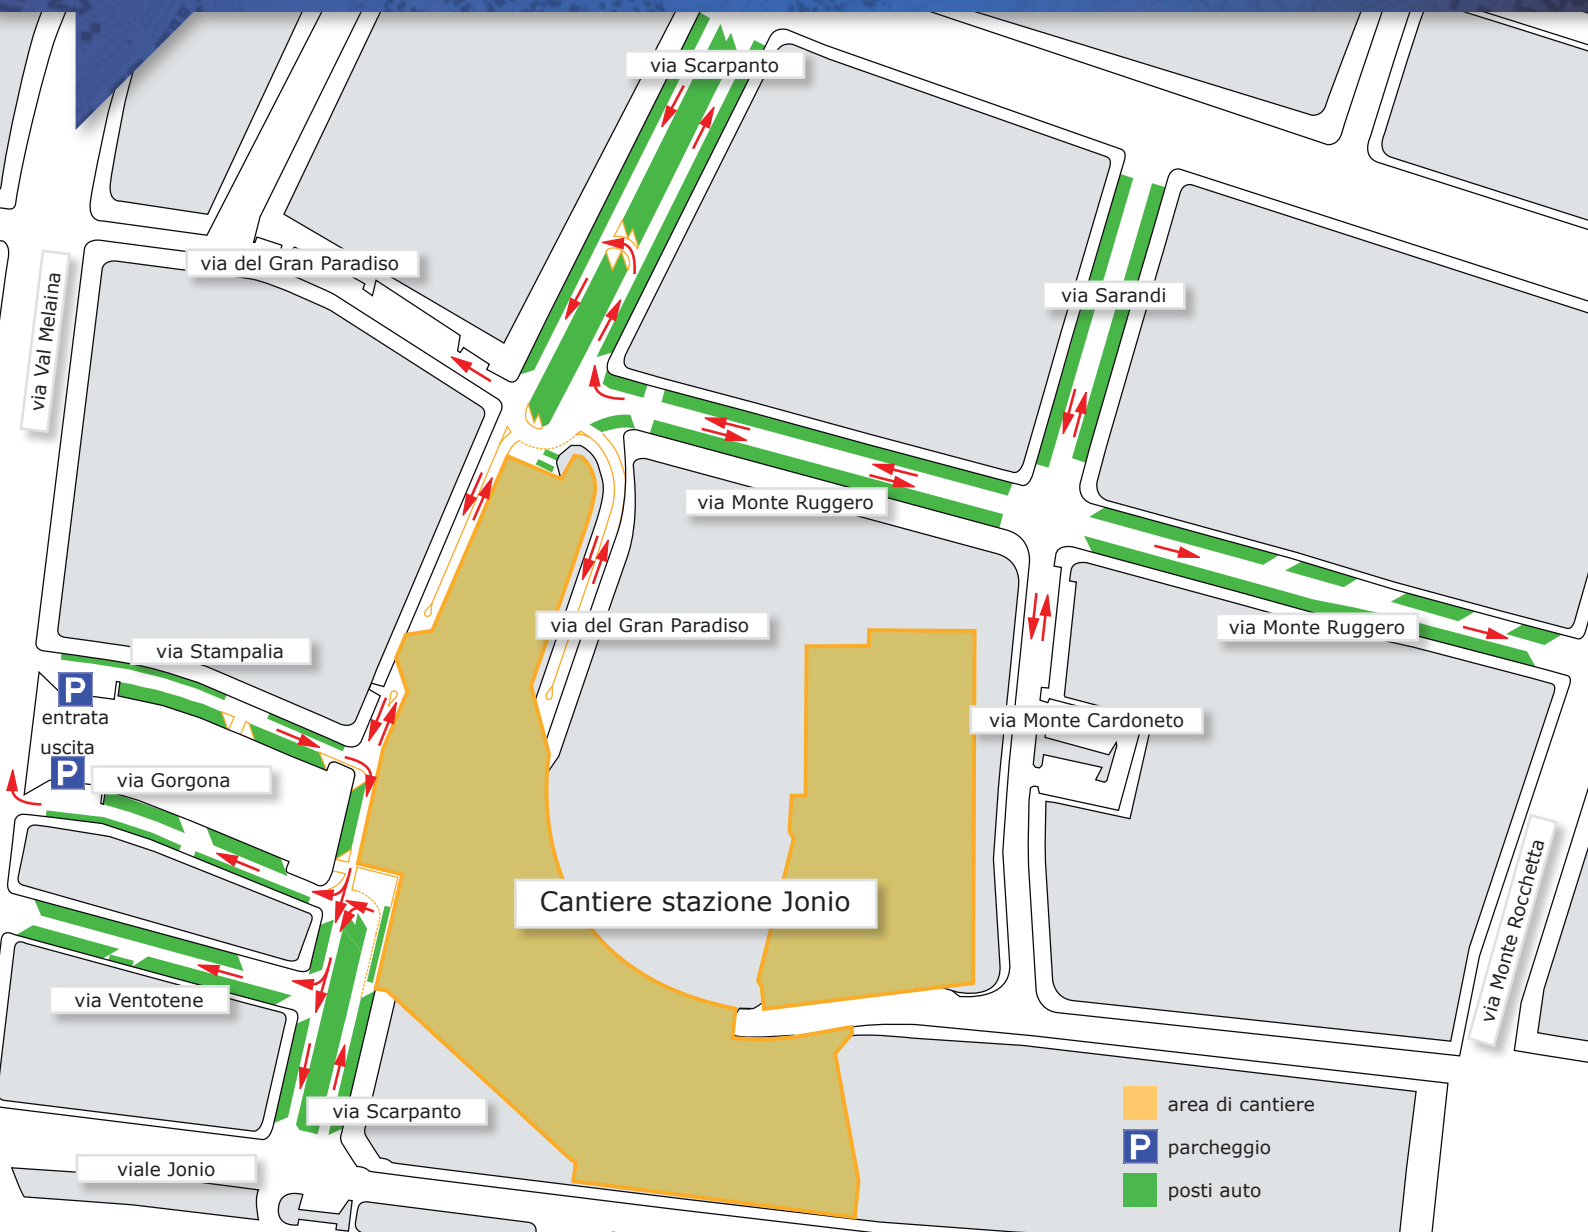 via Scarpanto
via del Gran Paradiso
via Val Melaina
via Sarandi
via Monte Ruggero
via del Gran Paradiso
via Monte Ruggero
via Stampalia
P
entrata
uscita
P
via Gorgona
via Monte Cardoneto
via Monte Rocchetta
Cantiere stazione Jonio
via Ventotene
via Scarpanto
viale Jonio
area di cantiere
P parcheggio
posti auto